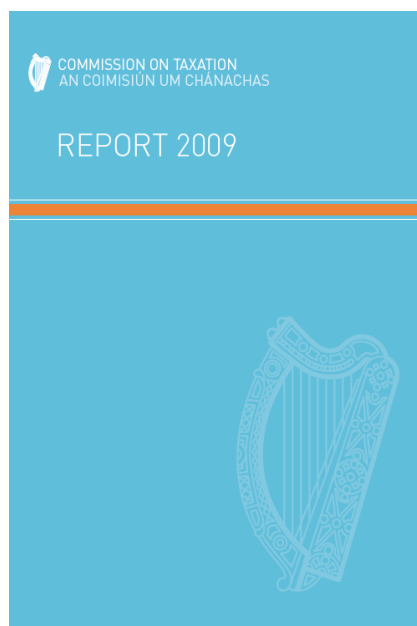 COMMISSION ON TAXATION
AN COIMISIÚN UM CHÁNACHAS
REPORT 2009